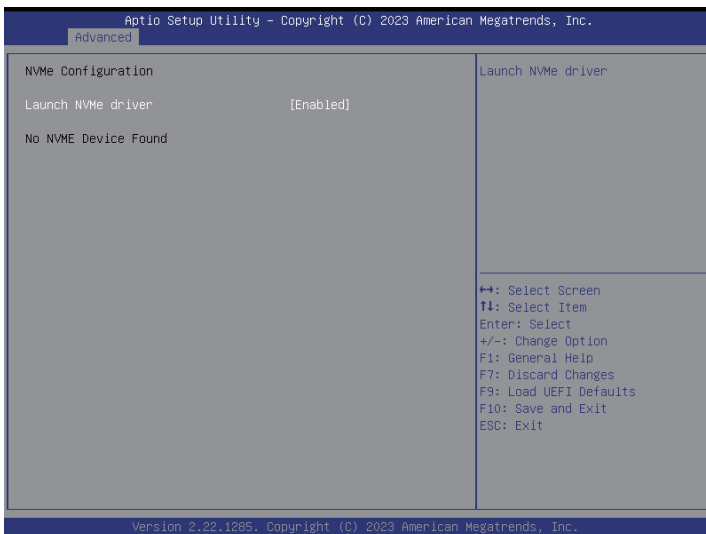 Aptio Setup Utility – Copyright (C) 2023 American Megatrends, Inc.
Advanced
NVMe Configuration
Launch NVMe driver [Enabled]
No NVME Device Found
Launch NVMe driver
↔: Select Screen
↑↓: Select Item
Enter: Select
+/-: Change Option
F1: General Help
F7: Discard Changes
F9: Load UEFI Defaults
F10: Save and Exit
ESC: Exit
Version 2.22.1285. Copyright (C) 2023 American Megatrends, Inc.